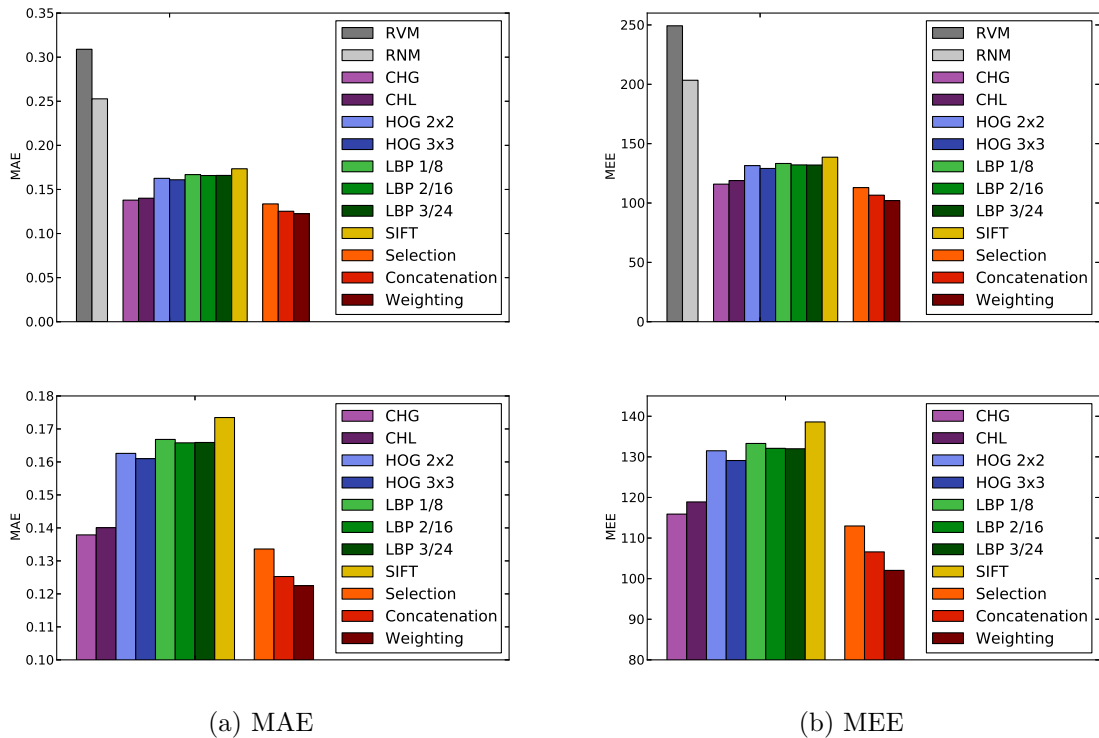 0.35
0.30
0.25
0.20
0.15
0.10
0.05
0.00
MAE
RVM
RNM
CHG
CHL
HOG 2x2
HOG 3x3
LBP 1/8
LBP 2/16
LBP 3/24
SIFT
Selection
Concatenation
Weighting
250
200
150
100
50
0
MEE
RVM
RNM
CHG
CHL
HOG 2x2
HOG 3x3
LBP 1/8
LBP 2/16
LBP 3/24
SIFT
Selection
Concatenation
Weighting
0.18
0.17
0.16
0.15
0.14
0.13
0.12
0.11
0.10
MAE
CHG
CHL
HOG 2x2
HOG 3x3
LBP 1/8
LBP 2/16
LBP 3/24
SIFT
Selection
Concatenation
Weighting
140
130
120
110
100
90
80
MEE
CHG
CHL
HOG 2x2
HOG 3x3
LBP 1/8
LBP 2/16
LBP 3/24
SIFT
Selection
Concatenation
Weighting
(a) MAE
(b) MEE